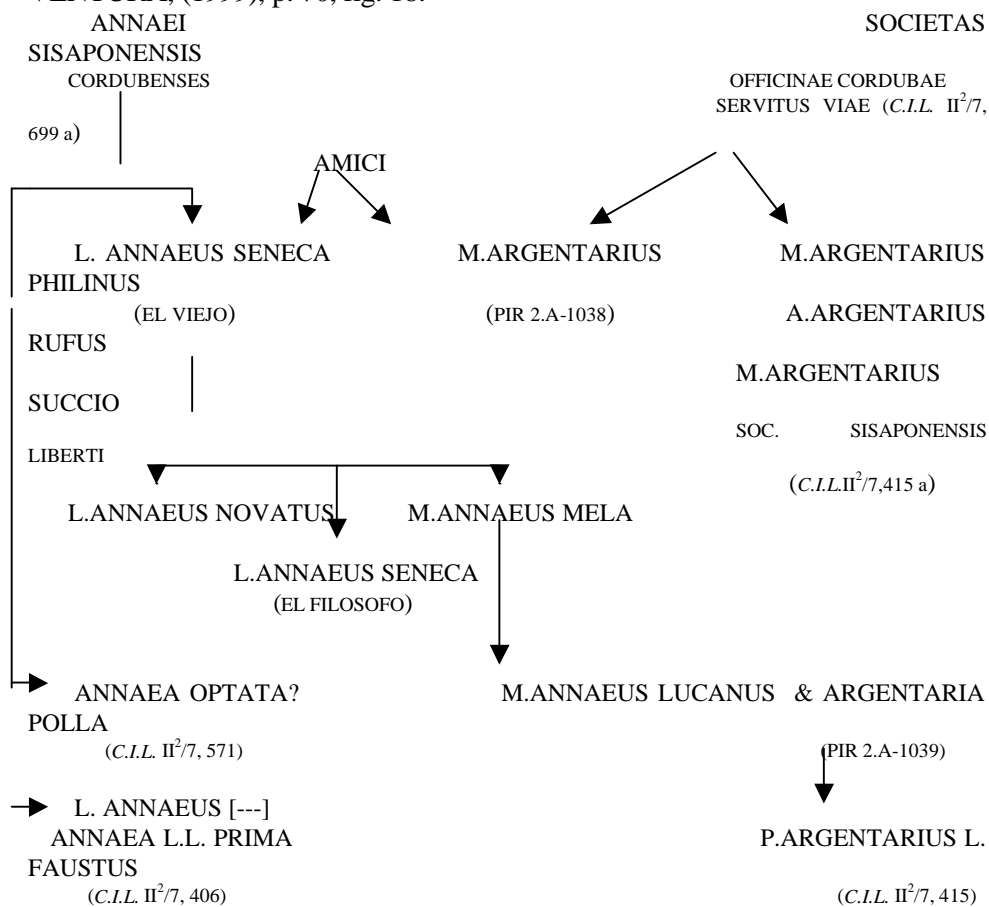 ANNAEI SOCIETAS
SISAPONENSIS
CORDUBENSES OFFICINAE CORDUBAE
SERVITUS VIAE (C.I.L. II²/7,
699 a)
AMICI
L. ANNAEUS SENECA M.ARGENTARIUS M.ARGENTARIUS
PHILINUS
(EL VIEJO) (PIR 2.A-1038) A.ARGENTARIUS
RUFUS
M.ARGENTARIUS
SUCCIO
SOC. SISAPONENSIS
LIBERTI
(C.I.L.II²/7,415 a)
L.ANNAEUS NOVATUS M.ANNAEUS MELA
L.ANNAEUS SENECA
(EL FILOSOFO)
ANNAEA OPTATA? M.ANNAEUS LUCANUS & ARGENTARIA
POLLA
(C.I.L. II²/7, 571) (PIR 2.A-1039)
L. ANNAEUS [---]
ANNAEA L.L. PRIMA P.ARGENTARIUS L.
FAUSTUS
(C.I.L. II²/7, 406) (C.I.L. II²/7, 415)